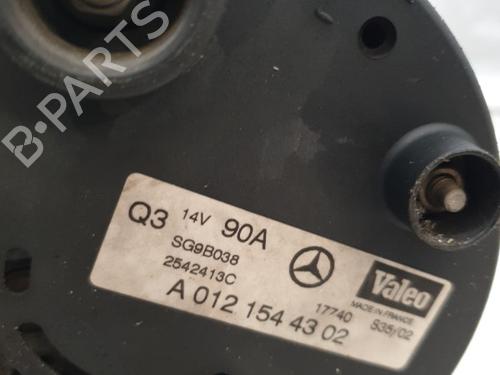 B-PARTS
Q3 14V 90A
SG9B038
2542413C
A 012 154 43 02
17740
Valeo
MADE IN FRANCE
S35/02